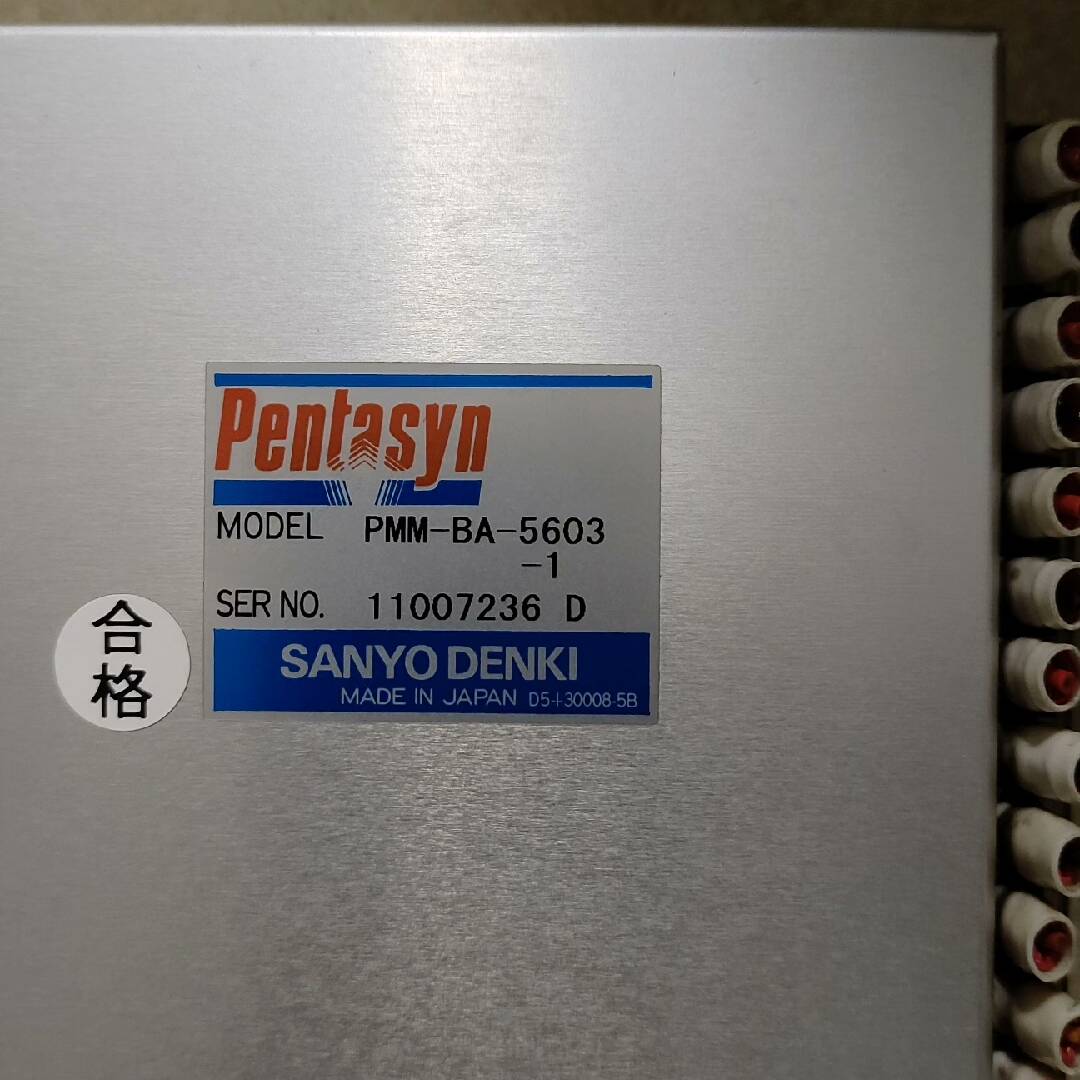 Pentasyn
MODEL PMM-BA-5603
-1
SER NO. 11007236 D
合格
SANYO DENKI
MADE IN JAPAN D5+30008-5B